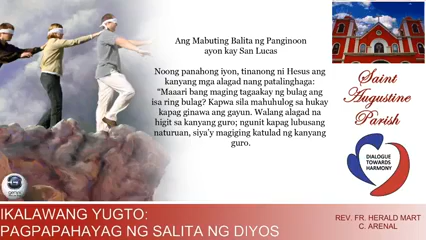 Ang Mabuting Balita ng Panginoon
ayon kay San Lucas
Noong panahong iyon, tinanong ni Hesus ang
kanyang mga alagad nang patalinghaga:
"Maaari bang maging tagaakay ng bulag ang
isa ring bulag? Kapwa sila mahuhulog sa hukay
kapag ginawa ang gayun. Walang alagad na
higit sa kanyang guro; ngunit kapag lubusang
naturuan, siya'y magiging katulad ng kanyang
guro.
Saint
Augustine
Parish
DIALOGUE
TOWARDS
HARMONY
IKALAWANG YUGTO:
PAGPAPAHAYAG NG SALITA NG DIYOS
REV. FR. HERALD MART
C. ARENAL